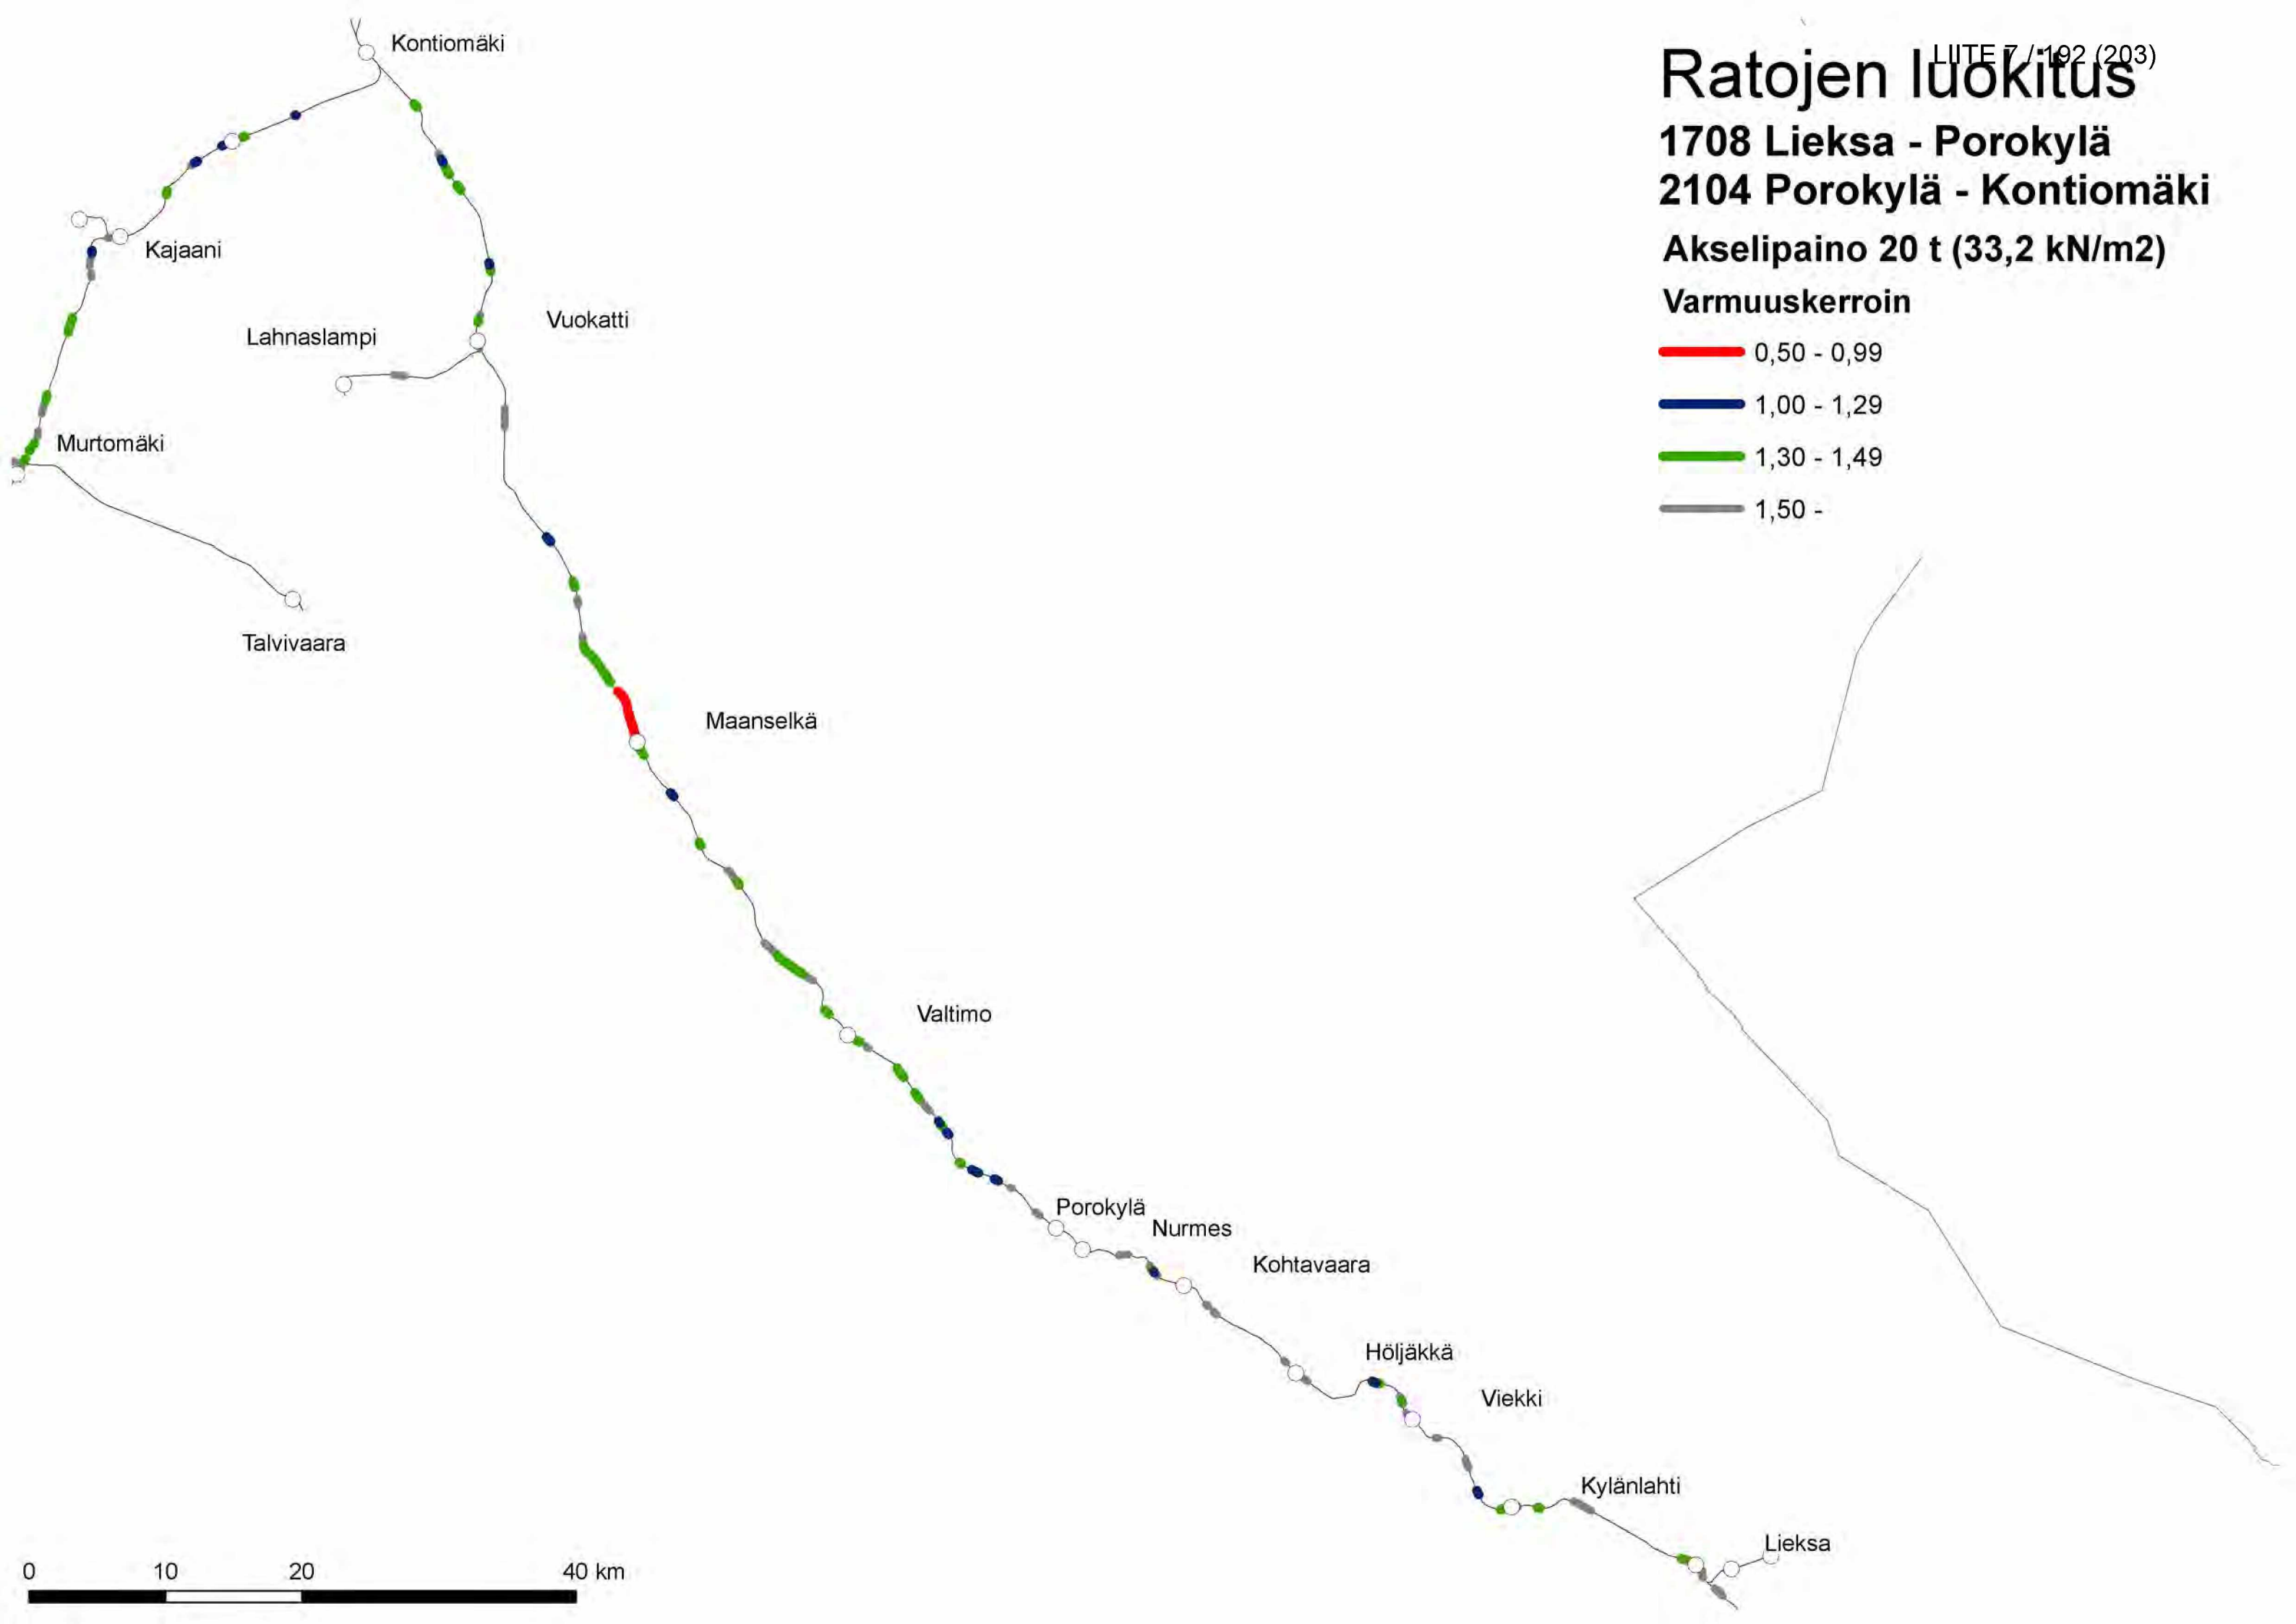 LIITE 7 / 192 (203)
Ratojen luokitus
1708 Lieksa - Porokylä
2104 Porokylä - Kontiomäki
Akselipaino 20 t (33,2 kN/m2)
Varmuuskerroin
0,50 - 0,99
1,00 - 1,29
1,30 - 1,49
1,50 -
Kontiomäki
Kajaani
Vuokatti
Lahnaslampi
Murtomäki
Talvivaara
Maanselkä
Valtimo
Porokylä
Nurmes
Kohtavaara
Höljäkkä
Viekki
Kylänlahti
Lieksa
0 10 20 40 km